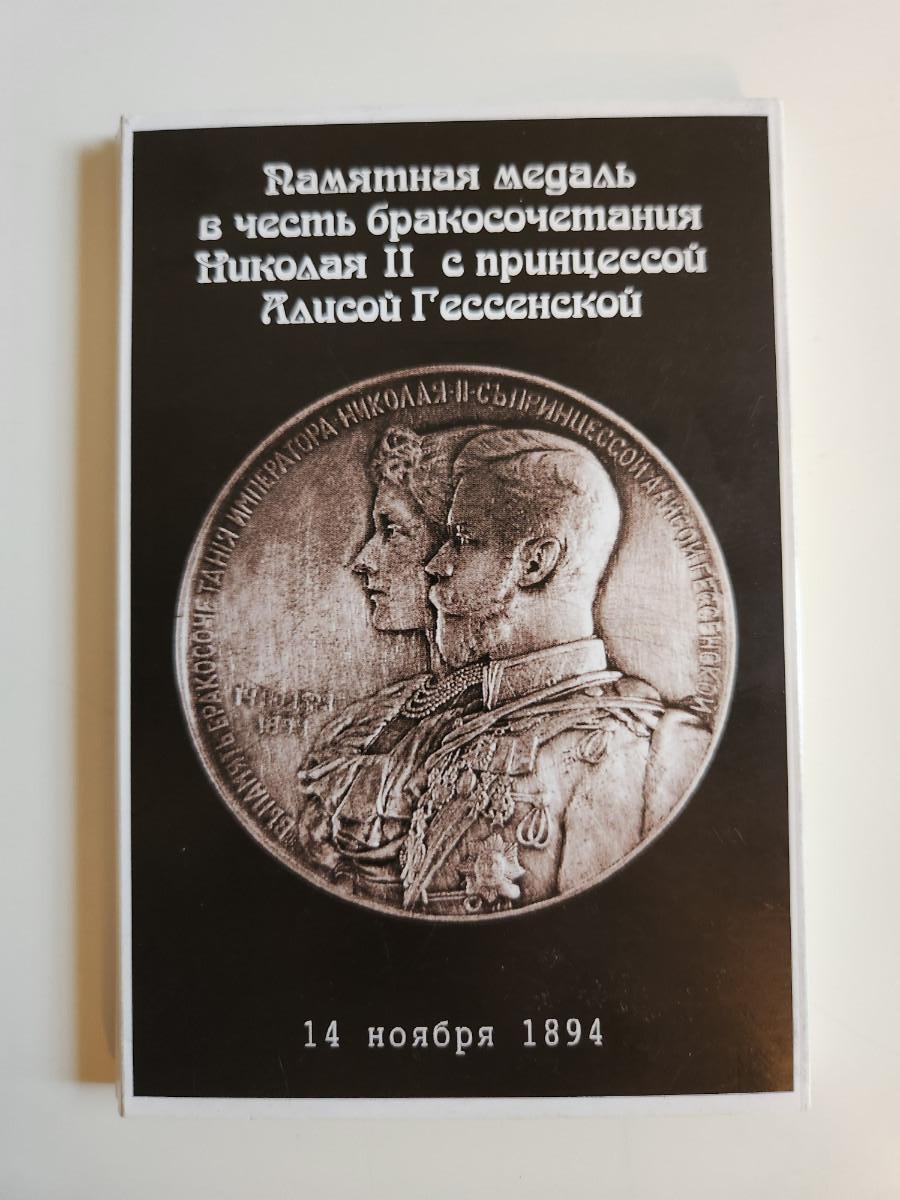 Памятная медаль
в честь бракосочетания
Николая II с принцессой
Алисой Гессенской
ВЪ ПАМЯТЬ БРАКОСОЧЕТАНІЯ ИМПЕРАТОРА·НИКОЛАЯ·II·СЪ ПРИНЦЕССОЙ АЛИСОЙ ГЕССЕНСКОЙ
1894
14 ноября 1894